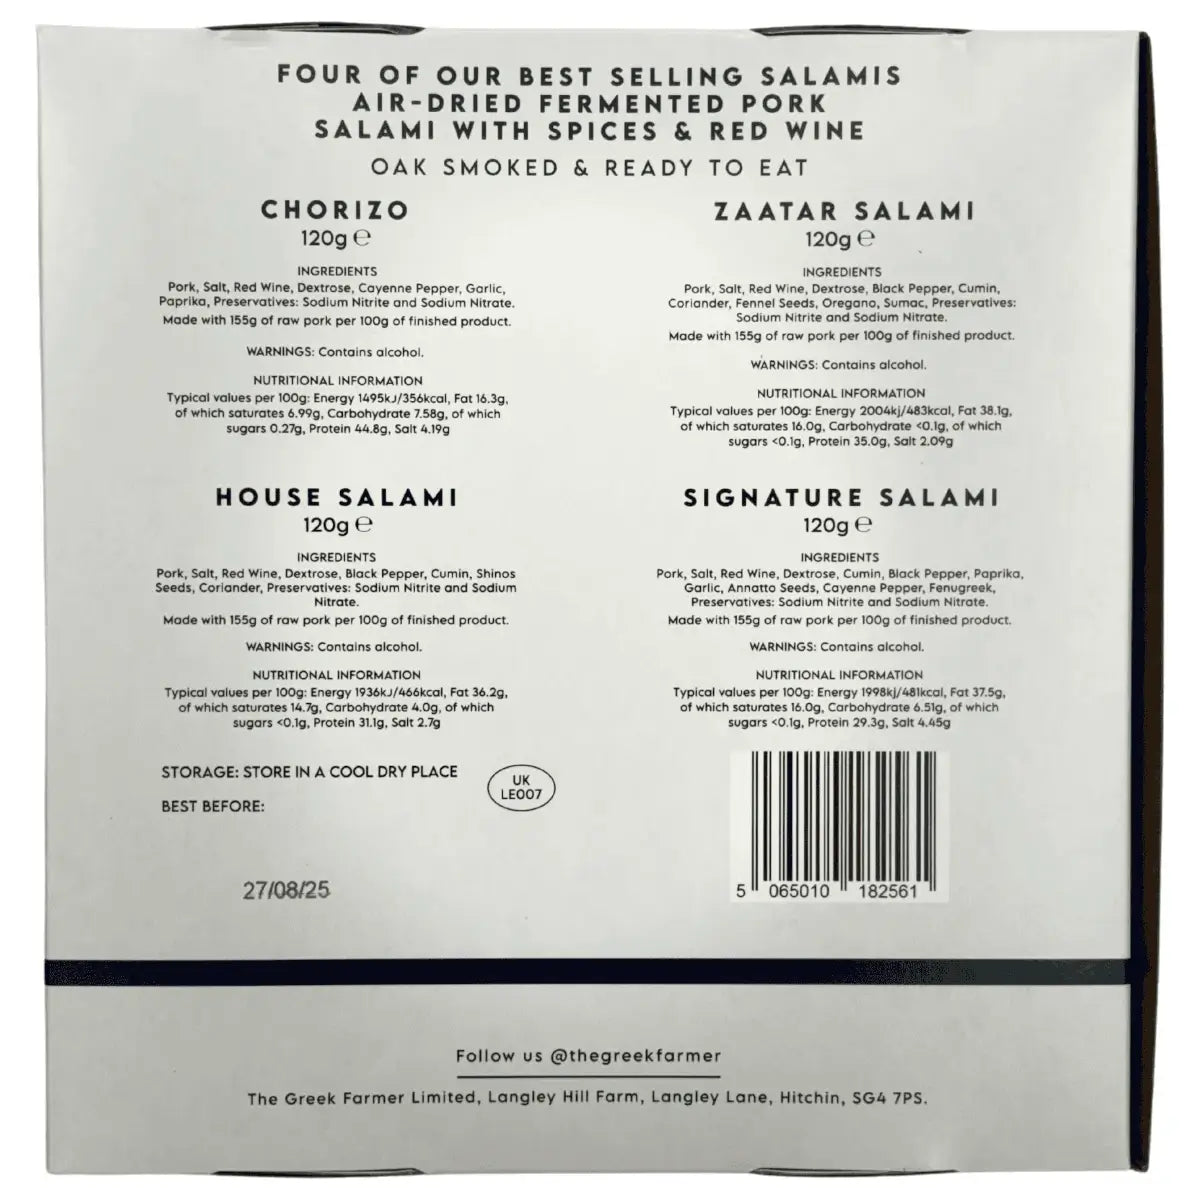 FOUR OF OUR BEST SELLING SALAMIS
AIR-DRIED FERMENTED PORK
SALAMI WITH SPICES & RED WINE
OAK SMOKED & READY TO EAT
CHORIZO
120g ℮
INGREDIENTS
Pork, Salt, Red Wine, Dextrose, Cayenne Pepper, Garlic,
Paprika, Preservatives: Sodium Nitrite and Sodium Nitrate.
Made with 155g of raw pork per 100g of finished product.
WARNINGS: Contains alcohol.
NUTRITIONAL INFORMATION
Typical values per 100g: Energy 1495kJ/356kcal, Fat 16.3g,
of which saturates 6.99g, Carbohydrate 7.58g, of which
sugars 0.27g, Protein 44.8g, Salt 4.19g
ZAATAR SALAMI
120g ℮
INGREDIENTS
Pork, Salt, Red Wine, Dextrose, Black Pepper, Cumin,
Coriander, Fennel Seeds, Oregano, Sumac, Preservatives:
Sodium Nitrite and Sodium Nitrate.
Made with 155g of raw pork per 100g of finished product.
WARNINGS: Contains alcohol.
NUTRITIONAL INFORMATION
Typical values per 100g: Energy 2004kj/483kcal, Fat 38.1g,
of which saturates 16.0g, Carbohydrate <0.1g, of which
sugars <0.1g, Protein 35.0g, Salt 2.09g
HOUSE SALAMI
120g ℮
INGREDIENTS
Pork, Salt, Red Wine, Dextrose, Black Pepper, Cumin, Shinos
Seeds, Coriander, Preservatives: Sodium Nitrite and Sodium
Nitrate.
Made with 155g of raw pork per 100g of finished product.
WARNINGS: Contains alcohol.
NUTRITIONAL INFORMATION
Typical values per 100g: Energy 1936kJ/466kcal, Fat 36.2g,
of which saturates 14.7g, Carbohydrate 4.0g, of which
sugars <0.1g, Protein 31.1g, Salt 2.7g
SIGNATURE SALAMI
120g ℮
INGREDIENTS
Pork, Salt, Red Wine, Dextrose, Cumin, Black Pepper, Paprika,
Garlic, Annatto Seeds, Cayenne Pepper, Fenugreek,
Preservatives: Sodium Nitrite and Sodium Nitrate.
Made with 155g of raw pork per 100g of finished product.
WARNINGS: Contains alcohol.
NUTRITIONAL INFORMATION
Typical values per 100g: Energy 1998kj/481kcal, Fat 37.5g,
of which saturates 16.0g, Carbohydrate 6.51g, of which
sugars <0.1g, Protein 29.3g, Salt 4.45g
STORAGE: STORE IN A COOL DRY PLACE
BEST BEFORE:
UK
LE007
27/08/25
5 065010 182561
Follow us @thegreekfarmer
The Greek Farmer Limited, Langley Hill Farm, Langley Lane, Hitchin, SG4 7PS.